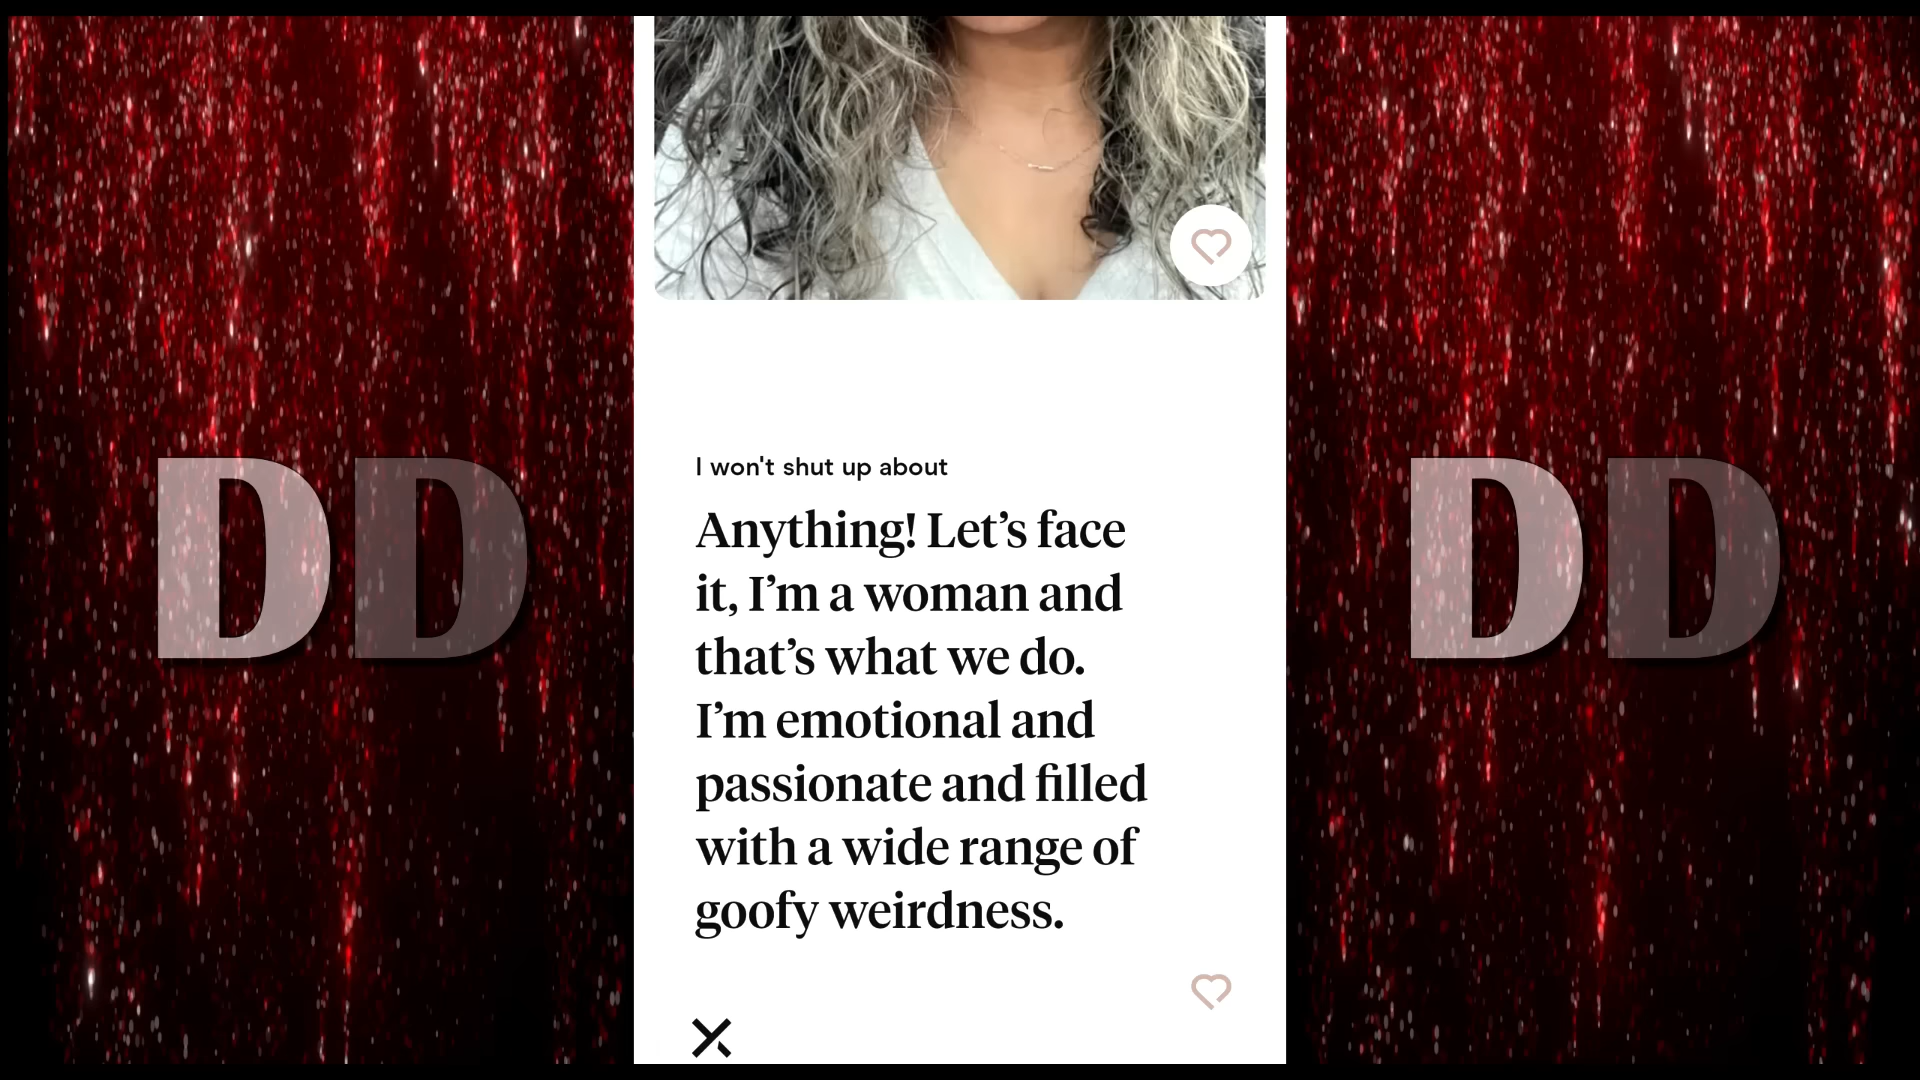 I won't shut up about
Anything! Let’s face
it, I’m a woman and
that’s what we do.
I’m emotional and
passionate and filled
with a wide range of
goofy weirdness.
DD
DD